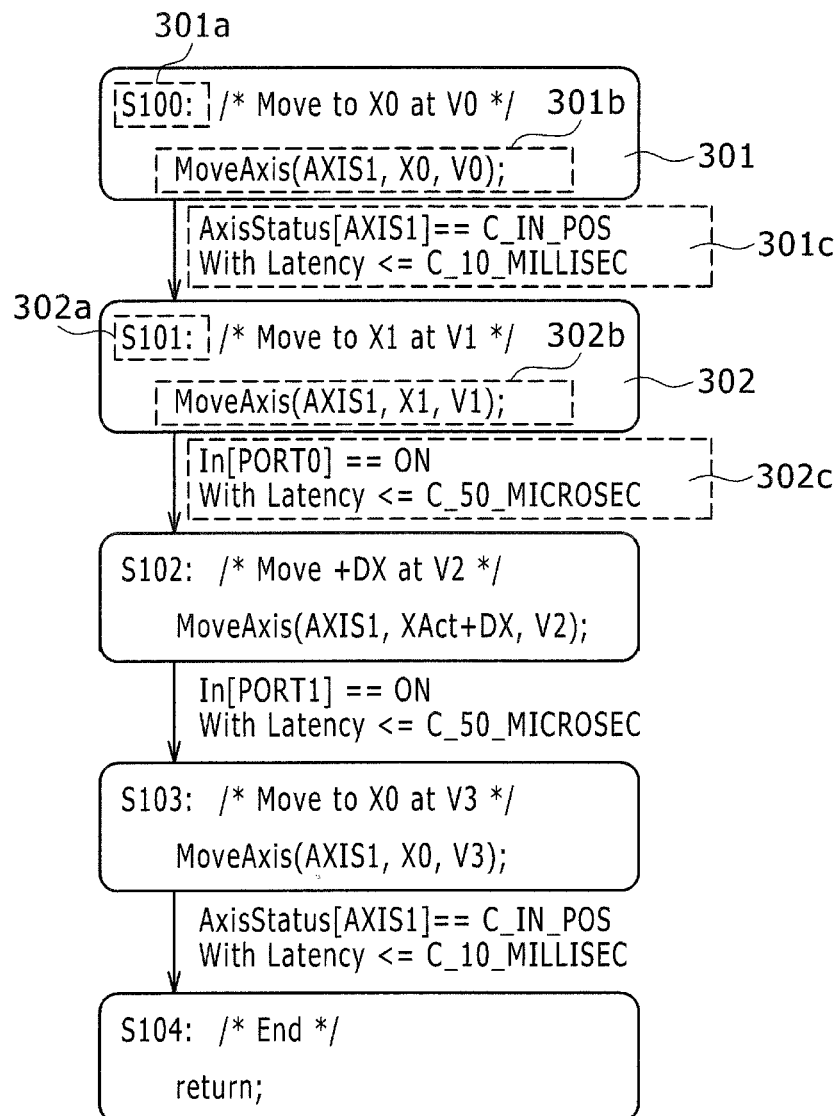 301a
S100: /* Move to X0 at V0 */
301b
MoveAxis(AXIS1, X0, V0);
301
AxisStatus[AXIS1]== C_IN_POS
With Latency <= C_10_MILLISEC
301c
302a
S101: /* Move to X1 at V1 */
302b
MoveAxis(AXIS1, X1, V1);
302
In[PORT0] == ON
With Latency <= C_50_MICROSEC
302c
S102: /* Move +DX at V2 */
MoveAxis(AXIS1, XAct+DX, V2);
In[PORT1] == ON
With Latency <= C_50_MICROSEC
S103: /* Move to X0 at V3 */
MoveAxis(AXIS1, X0, V3);
AxisStatus[AXIS1]== C_IN_POS
With Latency <= C_10_MILLISEC
S104: /* End */
return;